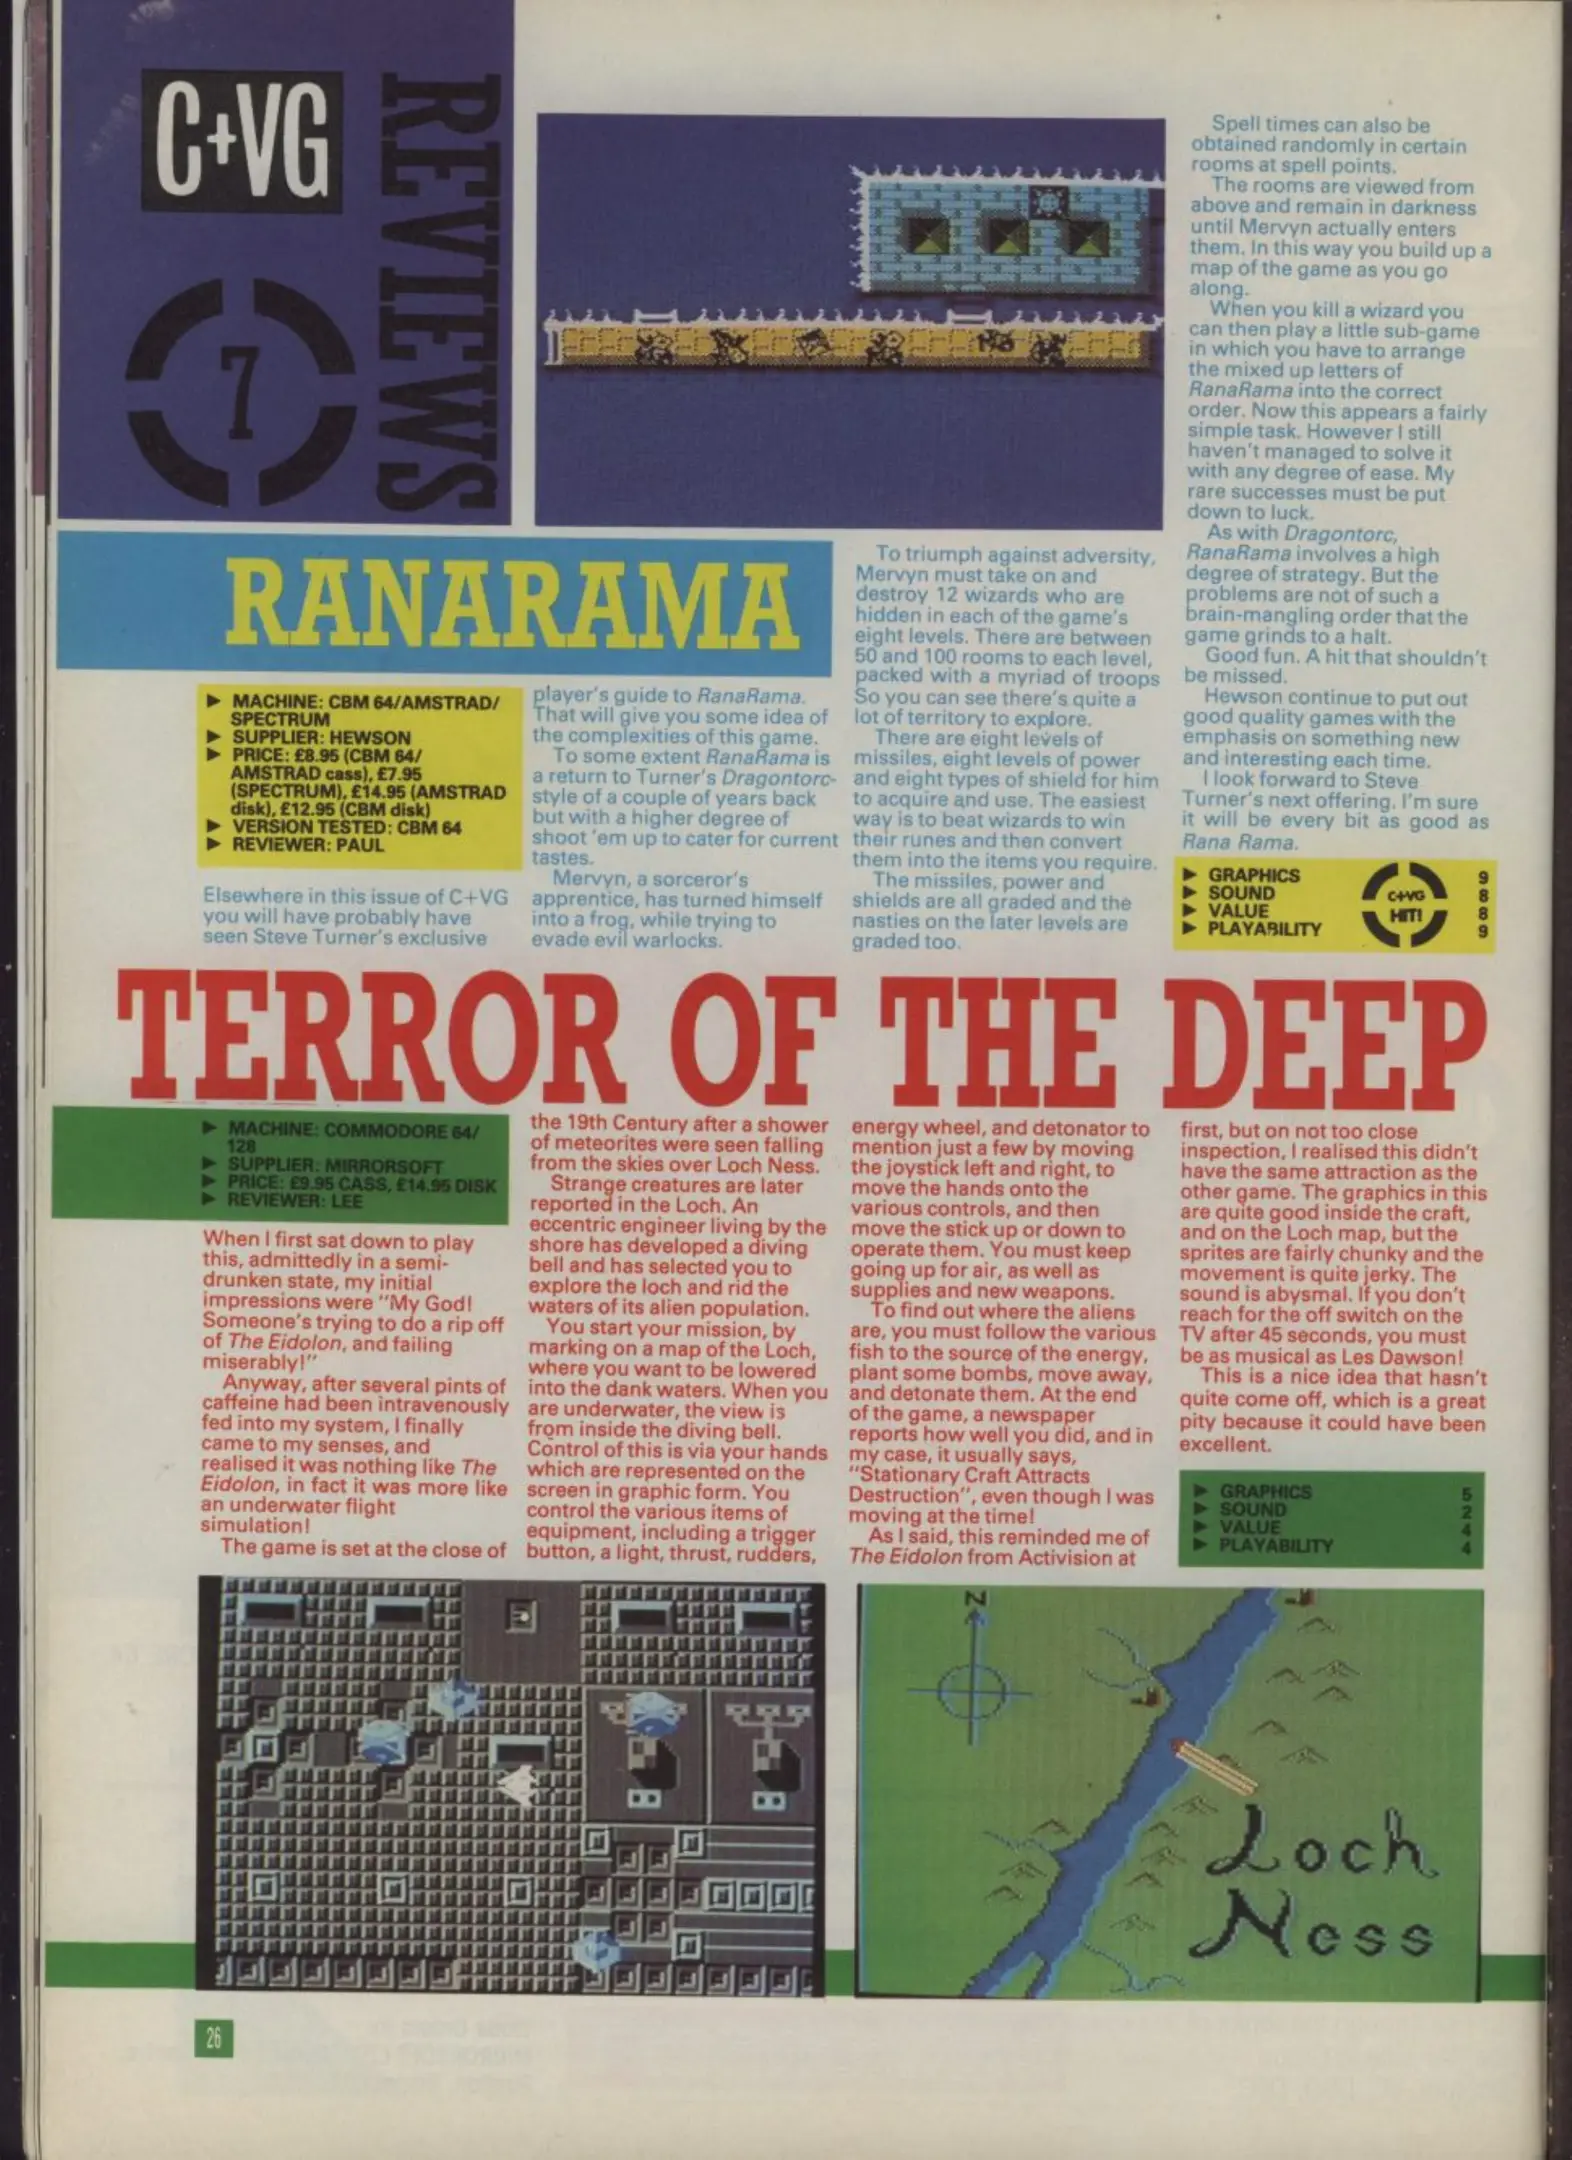 C+VG
REVIEWS
7
RANARAMA
► MACHINE: CBM 64/AMSTRAD/
SPECTRUM
► SUPPLIER: HEWSON
► PRICE: £8.95 (CBM 64/
AMSTRAD cass), £7.95
(SPECTRUM), £14.95 (AMSTRAD
disk), £12.95 (CBM disk)
► VERSION TESTED: CBM 64
► REVIEWER: PAUL
Elsewhere in this issue of C+VG
you will have probably have
seen Steve Turner's exclusive
player's guide to RanaRama.
That will give you some idea of
the complexities of this game.
To some extent RanaRama is
a return to Turner's Dragontorc-
style of a couple of years back
but with a higher degree of
shoot 'em up to cater for current
tastes.
Mervyn, a sorceror's
apprentice, has turned himself
into a frog, while trying to
evade evil warlocks.
To triumph against adversity,
Mervyn must take on and
destroy 12 wizards who are
hidden in each of the game's
eight levels. There are between
50 and 100 rooms to each level,
packed with a myriad of troops
So you can see there's quite a
lot of territory to explore.
There are eight levels of
missiles, eight levels of power
and eight types of shield for him
to acquire and use. The easiest
way is to beat wizards to win
their runes and then convert
them into the items you require.
The missiles, power and
shields are all graded and the
nasties on the later levels are
graded too.
Spell times can also be
obtained randomly in certain
rooms at spell points.
The rooms are viewed from
above and remain in darkness
until Mervyn actually enters
them. In this way you build up a
map of the game as you go
along.
When you kill a wizard you
can then play a little sub-game
in which you have to arrange
the mixed up letters of
RanaRama into the correct
order. Now this appears a fairly
simple task. However I still
haven't managed to solve it
with any degree of ease. My
rare successes must be put
down to luck.
As with Dragontorc,
RanaRama involves a high
degree of strategy. But the
problems are not of such a
brain-mangling order that the
game grinds to a halt.
Good fun. A hit that shouldn't
be missed.
Hewson continue to put out
good quality games with the
emphasis on something new
and interesting each time.
I look forward to Steve
Turner's next offering. I'm sure
it will be every bit as good as
Rana Rama.
► GRAPHICS 9
► SOUND 8
► VALUE 8
► PLAYABILITY 9
C+VG
HIT!
TERROR OF THE DEEP
► MACHINE: COMMODORE 64/
128
► SUPPLIER: MIRRORSOFT
► PRICE: £9.95 CASS, £14.95 DISK
► REVIEWER: LEE
When I first sat down to play
this, admittedly in a semi-
drunken state, my initial
impressions were "My God!
Someone's trying to do a rip off
of The Eidolon, and failing
miserably!"
Anyway, after several pints of
caffeine had been intravenously
fed into my system, I finally
came to my senses, and
realised it was nothing like The
Eidolon, in fact it was more like
an underwater flight
simulation!
The game is set at the close of
the 19th Century after a shower
of meteorites were seen falling
from the skies over Loch Ness.
Strange creatures are later
reported in the Loch. An
eccentric engineer living by the
shore has developed a diving
bell and has selected you to
explore the loch and rid the
waters of its alien population.
You start your mission, by
marking on a map of the Loch,
where you want to be lowered
into the dank waters. When you
are underwater, the view is
from inside the diving bell.
Control of this is via your hands
which are represented on the
screen in graphic form. You
control the various items of
equipment, including a trigger
button, a light, thrust, rudders,
energy wheel, and detonator to
mention just a few by moving
the joystick left and right, to
move the hands onto the
various controls, and then
move the stick up or down to
operate them. You must keep
going up for air, as well as
supplies and new weapons.
To find out where the aliens
are, you must follow the various
fish to the source of the energy,
plant some bombs, move away,
and detonate them. At the end
of the game, a newspaper
reports how well you did, and in
my case, it usually says,
"Stationary Craft Attracts
Destruction", even though I was
moving at the time!
As I said, this reminded me of
The Eidolon from Activision at
first, but on not too close
inspection, I realised this didn't
have the same attraction as the
other game. The graphics in this
are quite good inside the craft,
and on the Loch map, but the
sprites are fairly chunky and the
movement is quite jerky. The
sound is abysmal. If you don't
reach for the off switch on the
TV after 45 seconds, you must
be as musical as Les Dawson!
This is a nice idea that hasn't
quite come off, which is a great
pity because it could have been
excellent.
► GRAPHICS 5
► SOUND 2
► VALUE 4
► PLAYABILITY 4
N
Loch
Ness
26